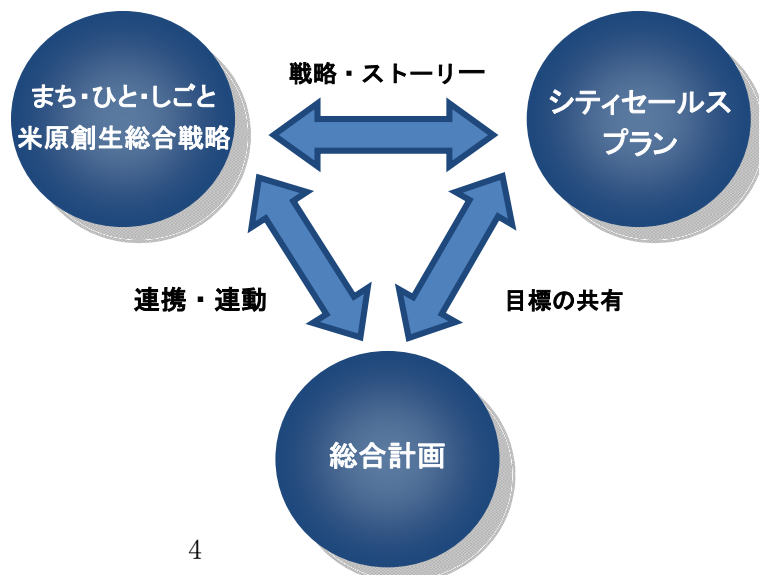 戦略・ストーリー
まち・ひと・しごと
米原創生総合戦略
シティセールス
プラン
連携・連動
目標の共有
総合計画
4